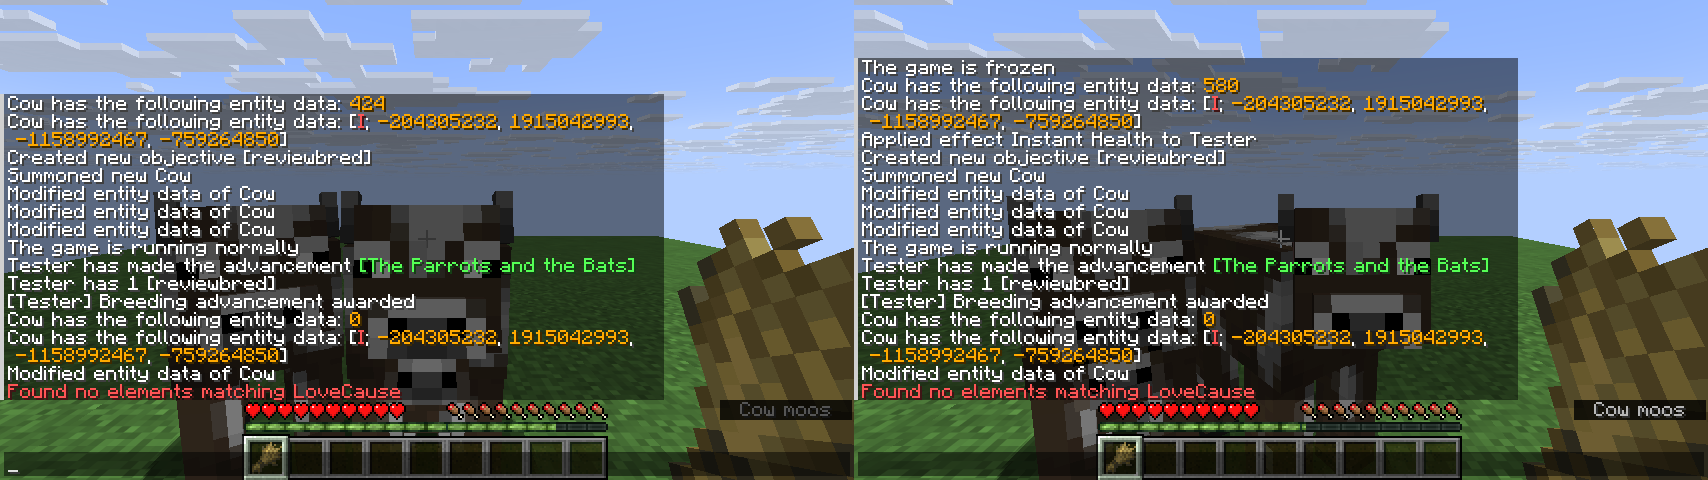 Cow has the following entity data: 424
Cow has the following entity data: [I; -204305232, 1915042993,
-1158992467, -759264850]
Created new objective [reviewbred]
Summoned new Cow
Modified entity data of Cow
Modified entity data of Cow
Modified entity data of Cow
The game is running normally
Tester has made the advancement [The Parrots and the Bats]
Tester has 1 [reviewbred]
[Tester] Breeding advancement awarded
Cow has the following entity data: 0
Cow has the following entity data: [I; -204305232, 1915042993,
-1158992467, -759264850]
Modified entity data of Cow
Found no elements matching LoveCause
Cow moos
_
The game is frozen
Cow has the following entity data: 580
Cow has the following entity data: [I; -204305232, 1915042993,
-1158992467, -759264850]
Applied effect Instant Health to Tester
Created new objective [reviewbred]
Summoned new Cow
Modified entity data of Cow
Modified entity data of Cow
Modified entity data of Cow
The game is running normally
Tester has made the advancement [The Parrots and the Bats]
Tester has 1 [reviewbred]
[Tester] Breeding advancement awarded
Cow has the following entity data: 0
Cow has the following entity data: [I; -204305232, 1915042993,
-1158992467, -759264850]
Modified entity data of Cow
Found no elements matching LoveCause
Cow moos